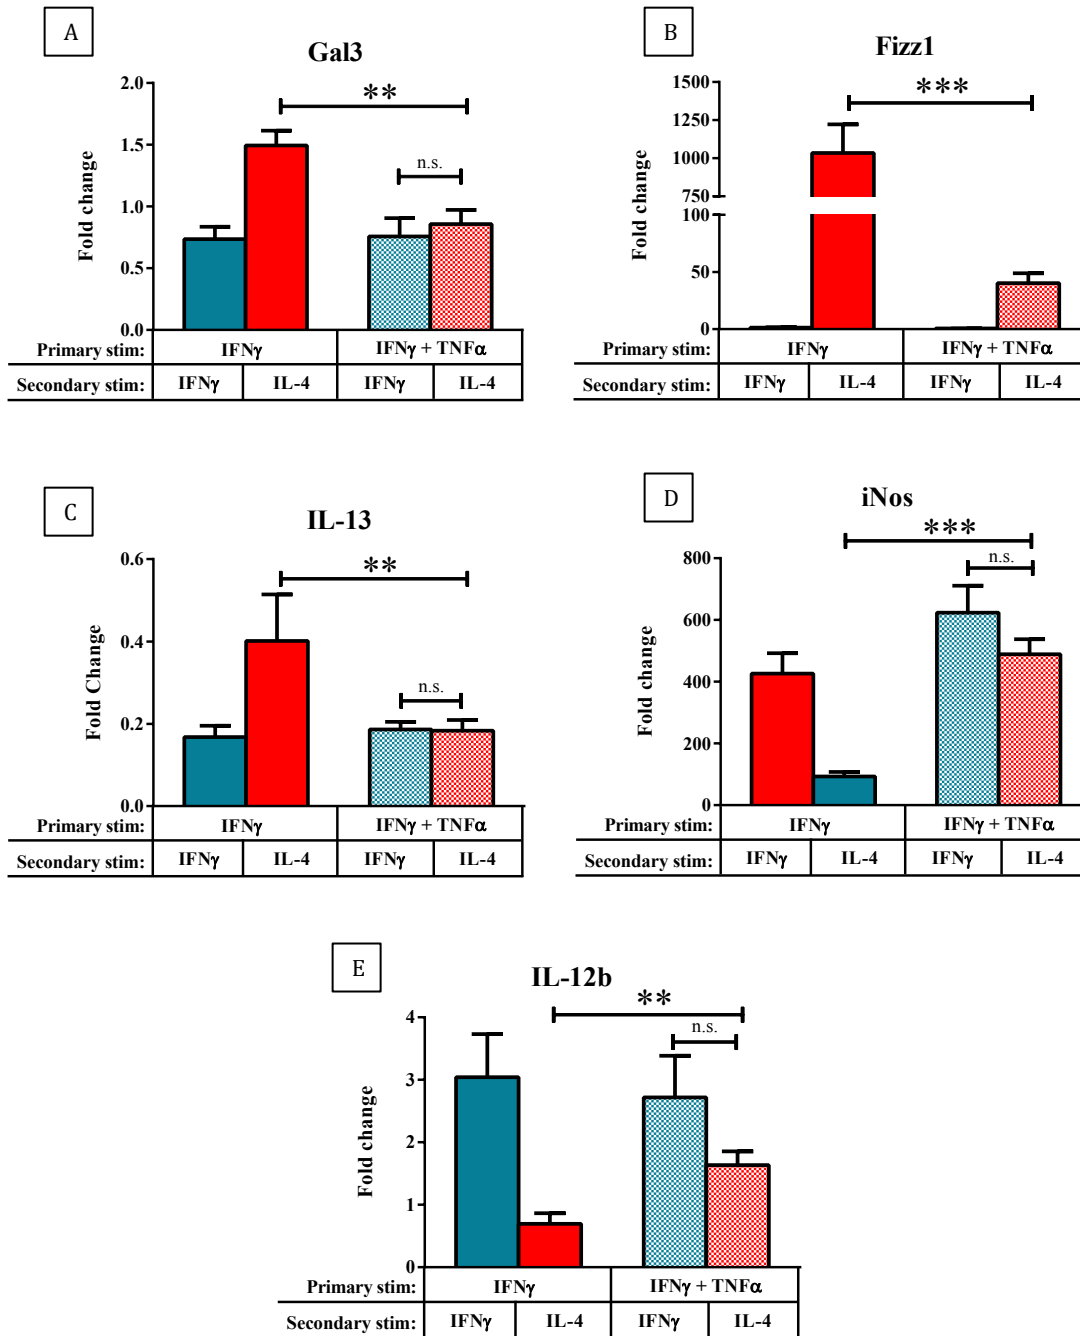 A
Gal3
**
n.s.
2.0
1.5
1.0
0.5
0.0
Fold change
Primary stim: IFNγ IFNγ + TNFα
Secondary stim: IFNγ IL-4 IFNγ IL-4
B
Fizz1
***
1500
1250
1000
750
100
50
0
Fold change
Primary stim: IFNγ IFNγ + TNFα
Secondary stim: IFNγ IL-4 IFNγ IL-4
C
IL-13
**
n.s.
0.6
0.4
0.2
0.0
Fold Change
Primary stim: IFNγ IFNγ + TNFα
Secondary stim: IFNγ IL-4 IFNγ IL-4
D
iNos
***
n.s.
800
600
400
200
0
Fold change
Primary stim: IFNγ IFNγ + TNFα
Secondary stim: IFNγ IL-4 IFNγ IL-4
E
IL-12b
**
n.s.
4
3
2
1
0
Fold change
Primary stim: IFNγ IFNγ + TNFα
Secondary stim: IFNγ IL-4 IFNγ IL-4